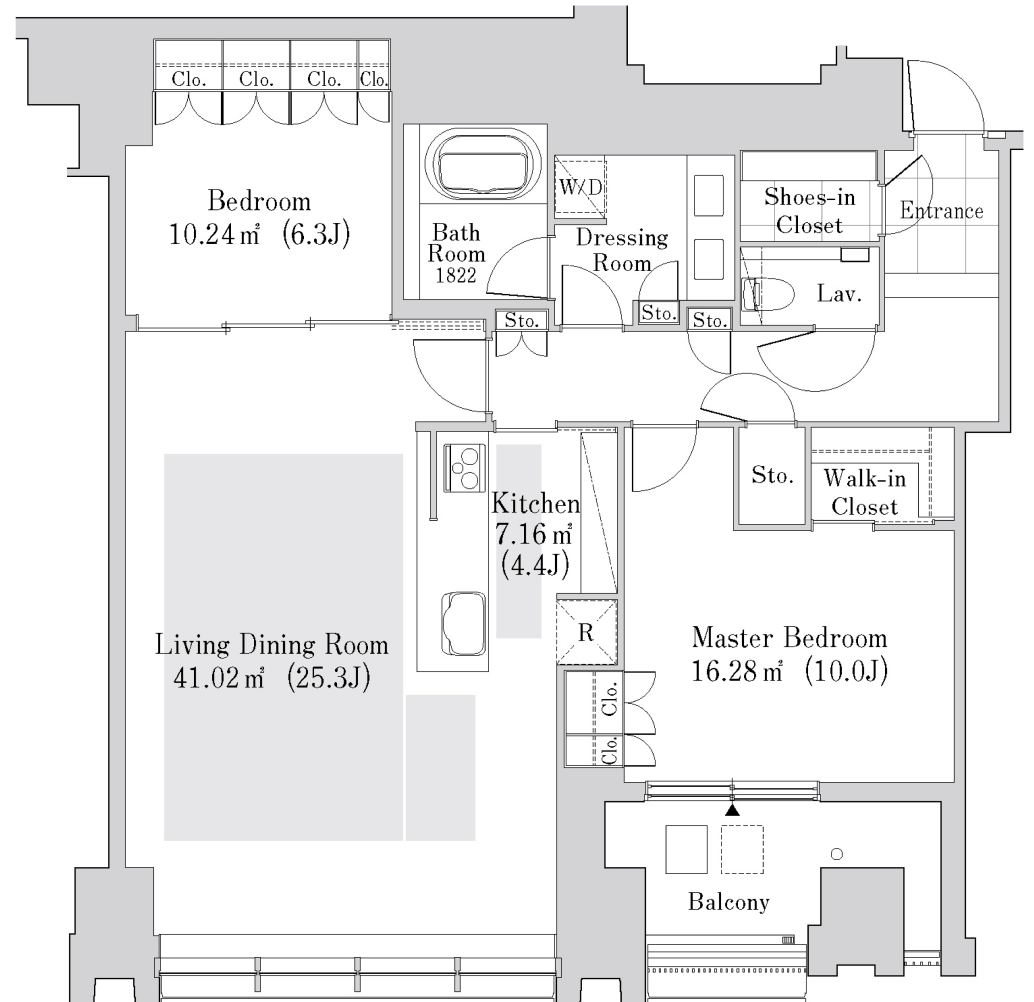 Clo.
Clo.
Clo.
Clo.
Bedroom
10.24㎡ (6.3J)
Bath
Room
1822
W/D
Dressing
Room
Shoes-in
Closet
Entrance
Lav.
Sto.
Sto.
Sto.
Kitchen
7.16㎡
(4.4J)
Sto.
Walk-in
Closet
Living Dining Room
41.02㎡ (25.3J)
R
Master Bedroom
16.28㎡ (10.0J)
Clo.
Clo.
Balcony